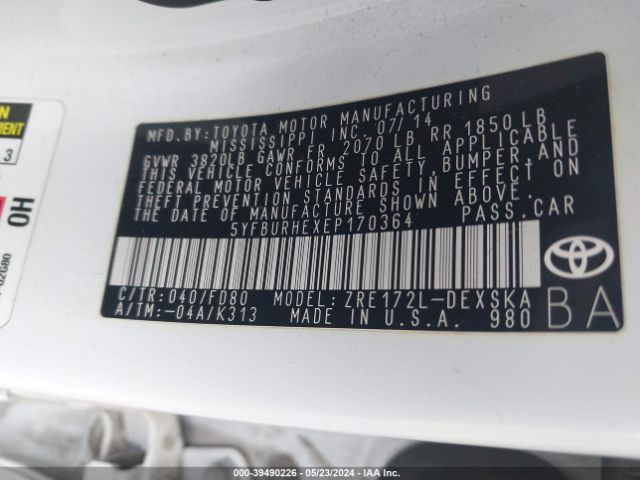 MFD.BY:TOYOTA MOTOR MANUFACTURING
MISSISSIPPI INC. 07/14
GVWR 3820LB GAWR FR 2070 LB, RR 1850 LB
THIS VEHICLE CONFORMS TO ALL APPLICABLE
FEDERAL MOTOR VEHICLE SAFETY,BUMPER,AND
THEFT PREVENTION STANDARDS IN EFFECT ON
THE DATE OF MANUFACTURE SHOWN ABOVE.
5YFBURHEXEP170364 PASS.CAR
C/TR:040/FD80 MODEL: ZRE172L-DEXSKA
A/TM:-04A/K313 MADE IN U.S.A. 980
BA
3
OH
000-39490226 - 05/23/2024 - IAA Inc.